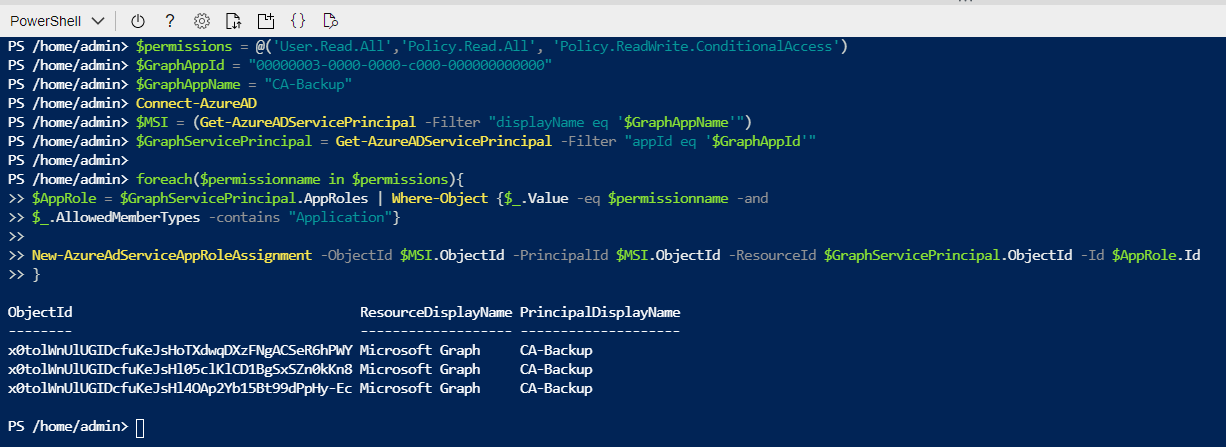 PowerShell
PS /home/admin> $permissions = @('User.Read.All','Policy.Read.All', 'Policy.ReadWrite.ConditionalAccess')
PS /home/admin> $GraphAppId = "00000003-0000-0000-c000-000000000000"
PS /home/admin> $GraphAppName = "CA-Backup"
PS /home/admin> Connect-AzureAD
PS /home/admin> $MSI = (Get-AzureADServicePrincipal -Filter "displayName eq '$GraphAppName'")
PS /home/admin> $GraphServicePrincipal = Get-AzureADServicePrincipal -Filter "appId eq '$GraphAppId'"
PS /home/admin>
PS /home/admin> foreach($permissionname in $permissions){
>> $AppRole = $GraphServicePrincipal.AppRoles | Where-Object {$_.Value -eq $permissionname -and
>> $_.AllowedMemberTypes -contains "Application"}
>>
>> New-AzureAdServiceAppRoleAssignment -ObjectId $MSI.ObjectId -PrincipalId $MSI.ObjectId -ResourceId $GraphServicePrincipal.ObjectId -Id $AppRole.Id
>> }
ObjectId ResourceDisplayName PrincipalDisplayName
-------- ------------------- --------------------
x0tolWnUlUGIDcfuKeJsHoTXdwqDXzFNgACSeR6hPWY Microsoft Graph CA-Backup
x0tolWnUlUGIDcfuKeJsHl05clKlCD1BgSxSZn0kKn8 Microsoft Graph CA-Backup
x0tolWnUlUGIDcfuKeJsHl4OAp2Yb15Bt99dPpHy-Ec Microsoft Graph CA-Backup
PS /home/admin>